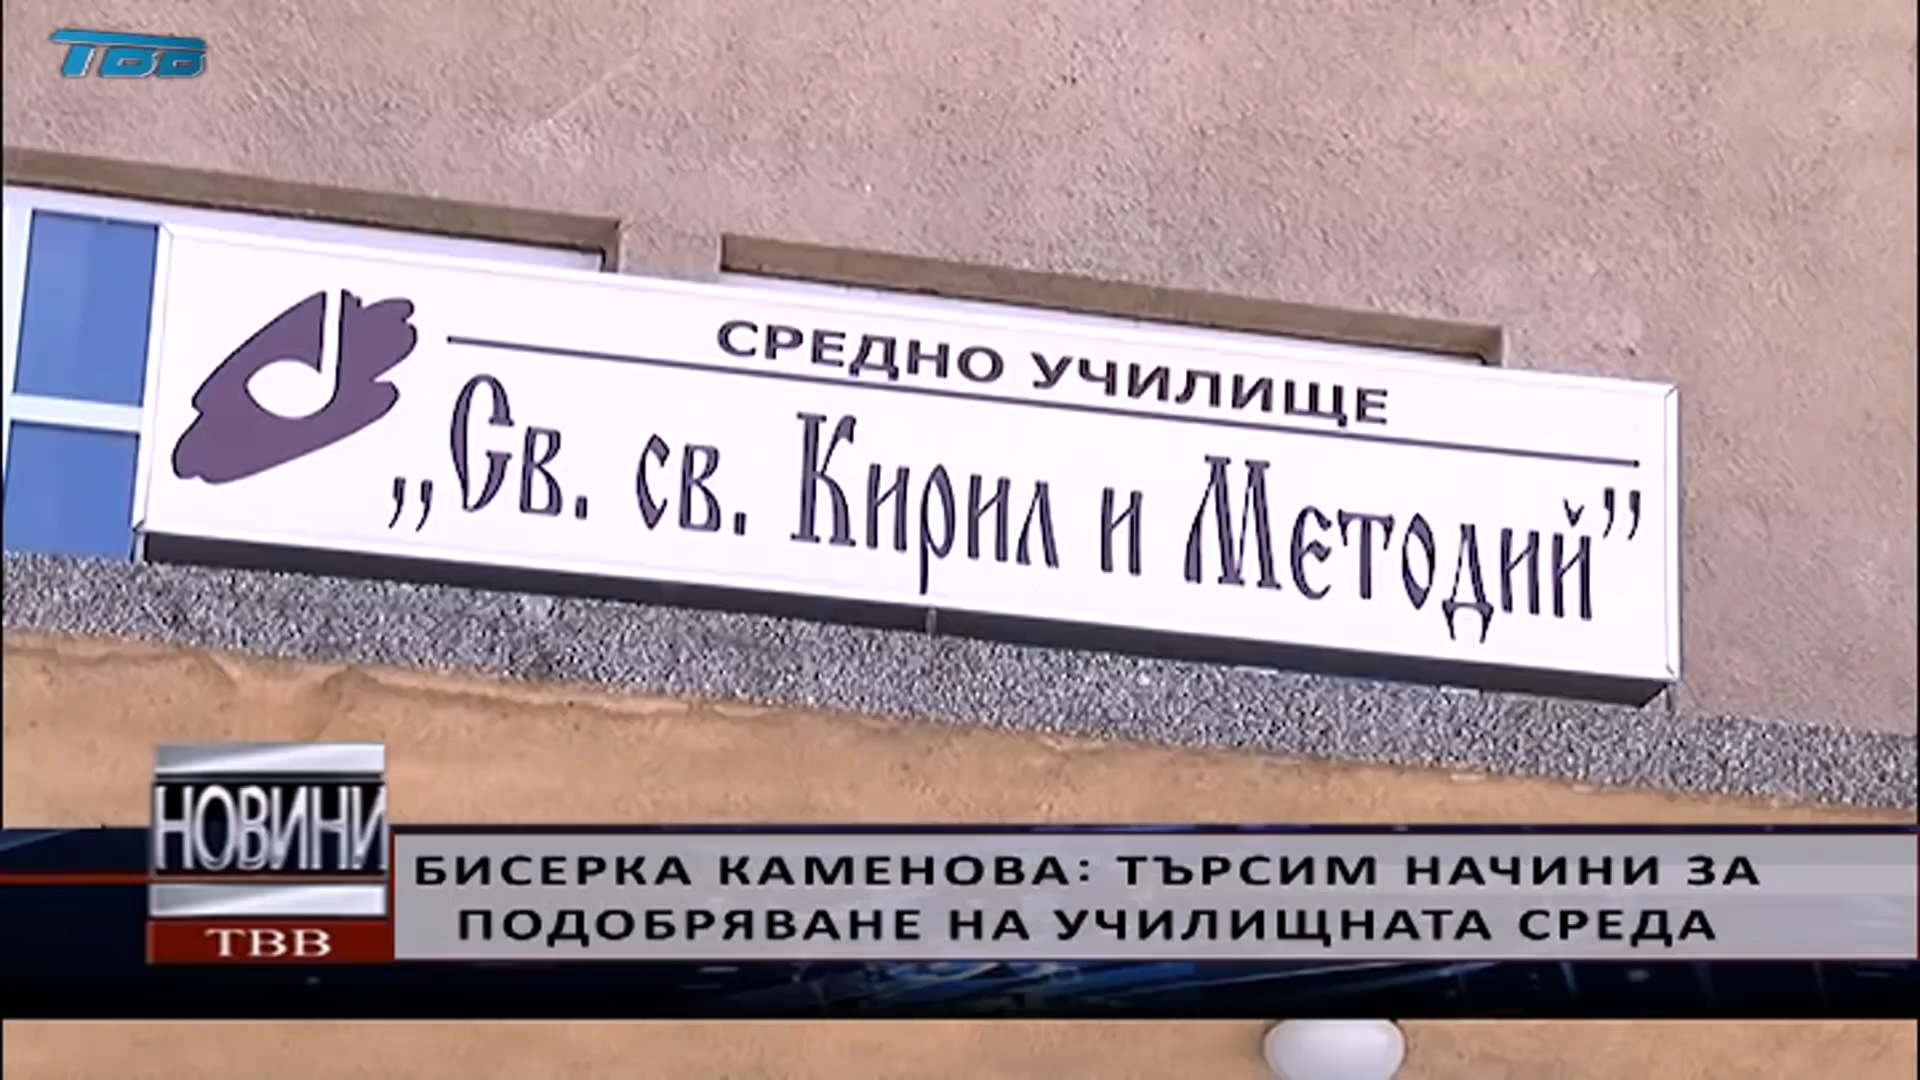 ТВВ
СРЕДНО УЧИЛИЩЕ
„Св. св. Кирил и Методий”
НОВИНИ
ТВВ
БИСЕРКА КАМЕНОВА: ТЪРСИМ НАЧИНИ ЗА
ПОДОБРЯВАНЕ НА УЧИЛИЩНАТА СРЕДА